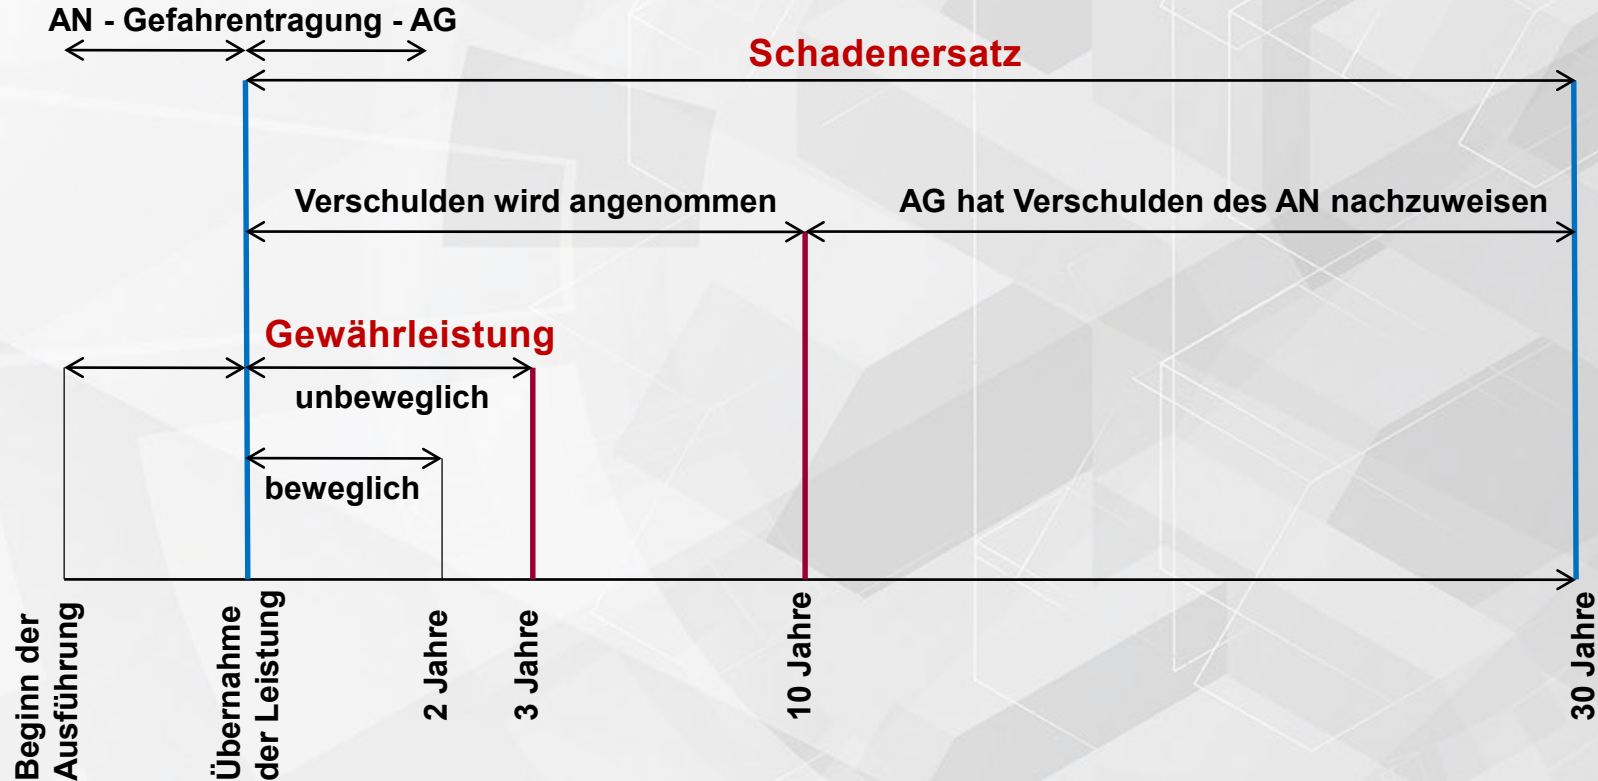 AN - Gefahrentragung - AG
Schadenersatz
Verschulden wird angenommen
AG hat Verschulden des AN nachzuweisen
Gewährleistung
unbeweglich
beweglich
Beginn der
Ausführung
Übernahme
der Leistung
2 Jahre
3 Jahre
10 Jahre
30 Jahre